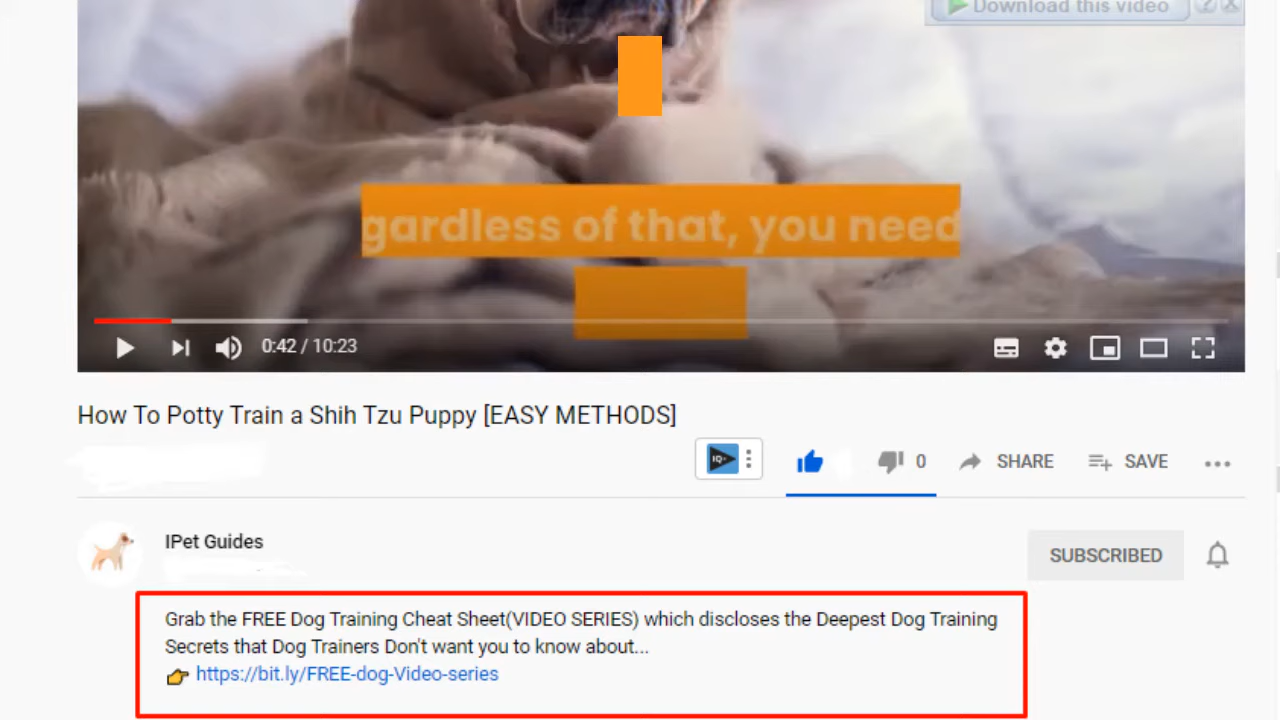 Download this video
gardless of that, you need
0:42 / 10:23
How To Potty Train a Shih Tzu Puppy [EASY METHODS]
IQ
0
SHARE
SAVE
IPet Guides
SUBSCRIBED
Grab the FREE Dog Training Cheat Sheet(VIDEO SERIES) which discloses the Deepest Dog Training
Secrets that Dog Trainers Don't want you to know about...
👉 https://bit.ly/FREE-dog-Video-series